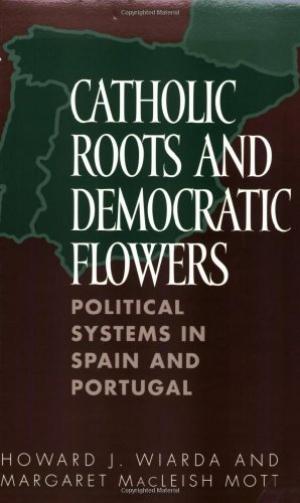 CATHOLIC
ROOTS AND
DEMOCRATIC
FLOWERS
POLITICAL
SYSTEMS IN
SPAIN AND
PORTUGAL
HOWARD J. WIARDA AND
MARGARET MACLEISH MOTT